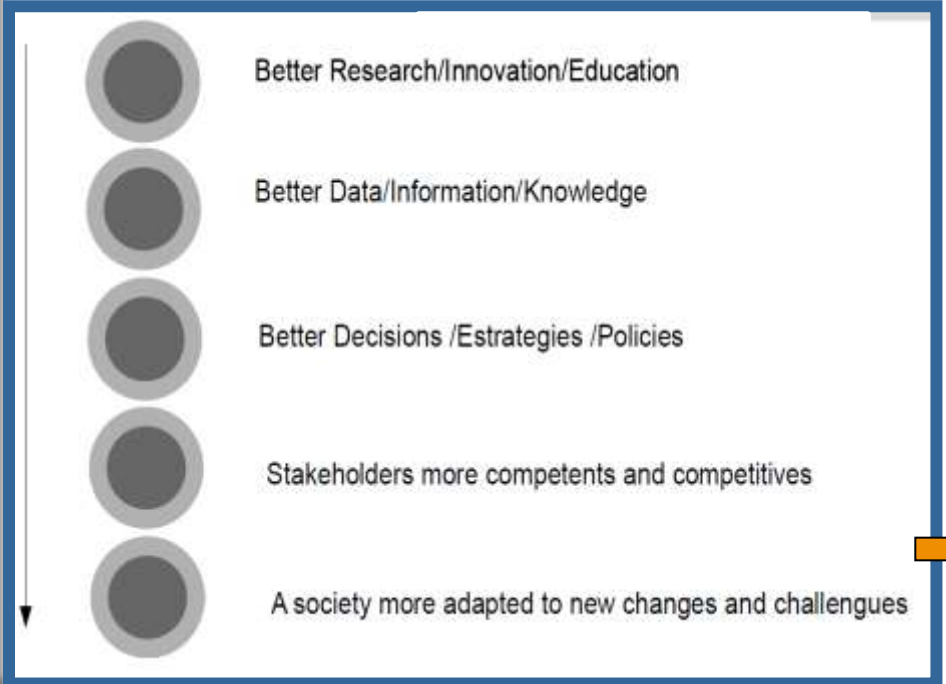 Better Research/Innovation/Education
Better Data/Information/Knowledge
Better Decisions /Estrategies /Policies
Stakeholders more competents and competitives
A society more adapted to new changes and challengues